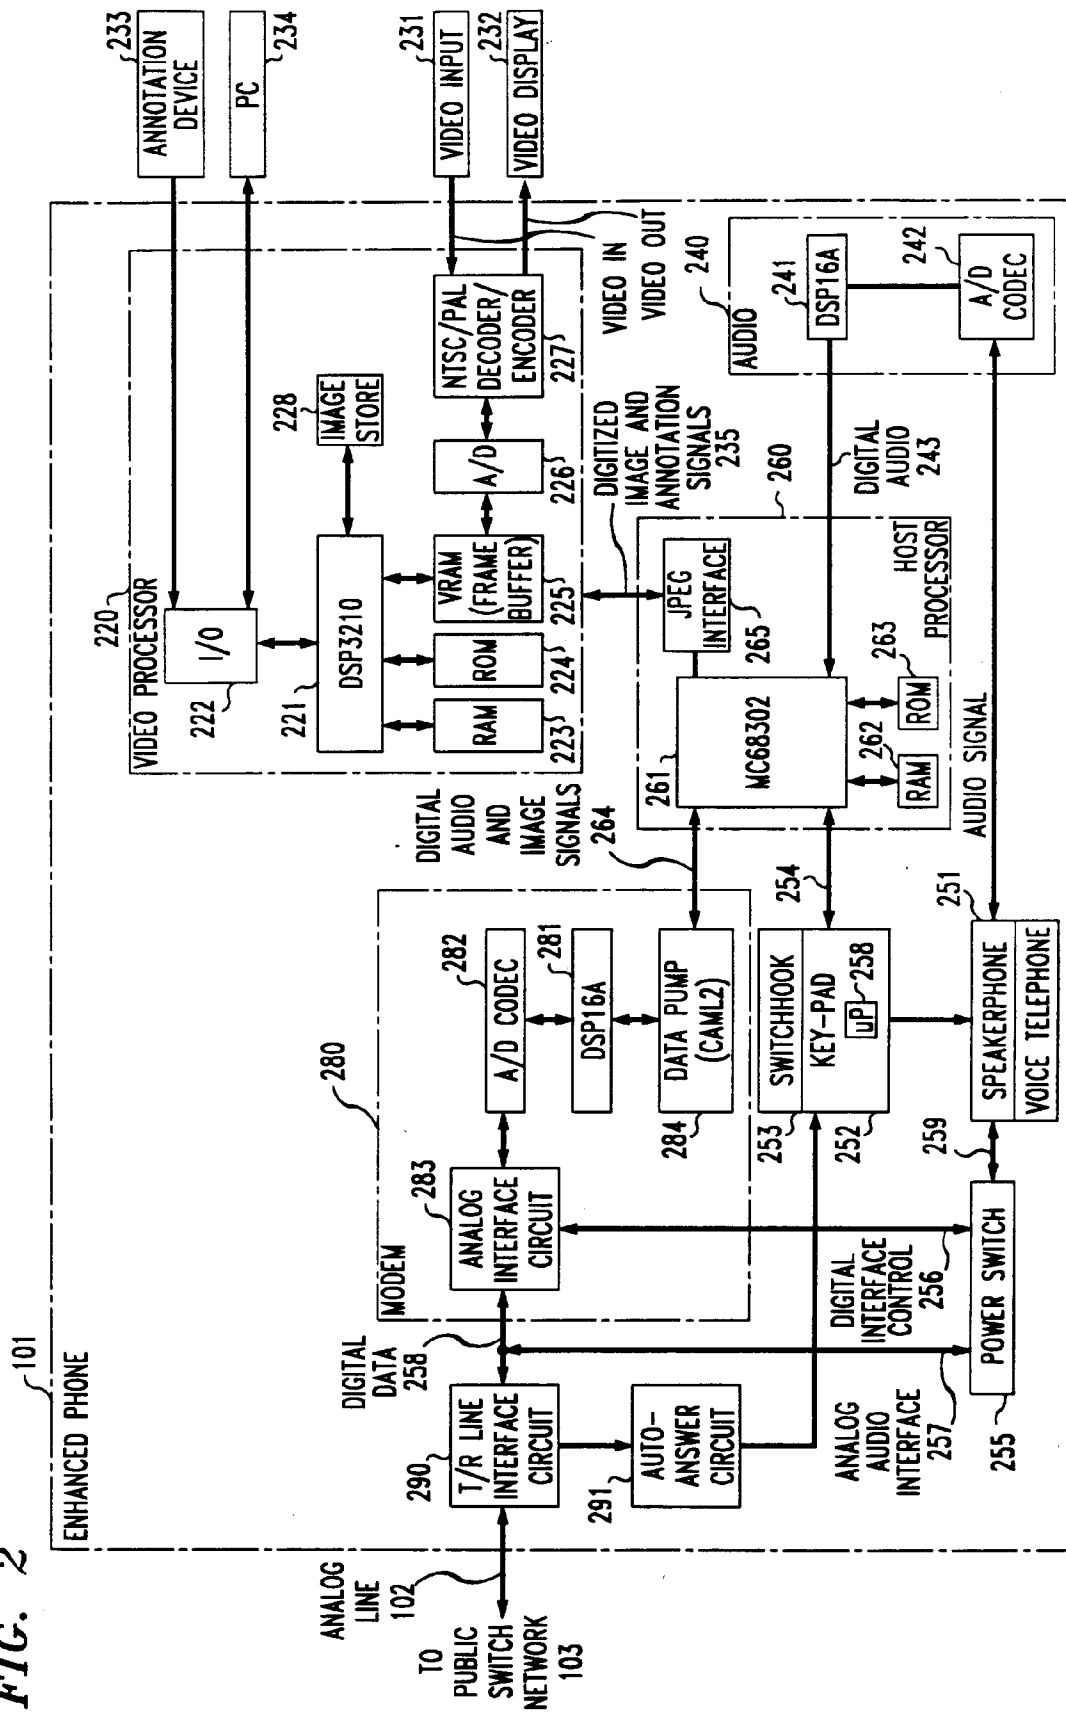 FIG. 2
101
ENHANCED PHONE
ANALOG
LINE
102
TO
PUBLIC
SWITCH
NETWORK
103
290
T/R LINE
INTERFACE
CIRCUIT
291
AUTO-
ANSWER
CIRCUIT
DIGITAL
DATA
258
MODEM
280
283
ANALOG
INTERFACE
CIRCUIT
282
A/D CODEC
281
DSP16A
DATA PUMP
(CAML2)
284
DIGITAL
AUDIO
AND
IMAGE
SIGNALS
264
253
SWITCHHOOK
KEY-PAD
uP
258
252
254
251
SPEAKERPHONE
VOICE TELEPHONE
259
POWER SWITCH
255
DIGITAL
INTERFACE
CONTROL
256
ANALOG
AUDIO
INTERFACE
257
AUDIO SIGNAL
220
VIDEO PROCESSOR
I/O
222
221
DSP3210
228
IMAGE
STORE
RAM
223
ROM
224
VRAM
(FRAME
BUFFER)
225
A/D
226
NTSC/PAL
DECODER/
ENCODER
227
233
ANNOTATION
DEVICE
PC
234
231
VIDEO INPUT
232
VIDEO DISPLAY
VIDEO IN
VIDEO OUT
DIGITIZED
IMAGE AND
ANNOTATION
SIGNALS
235
260
HOST
PROCESSOR
261
MC68302
JPEG
INTERFACE
265
262
RAM
263
ROM
DIGITAL
AUDIO
243
240
AUDIO
241
DSP16A
242
A/D
CODEC